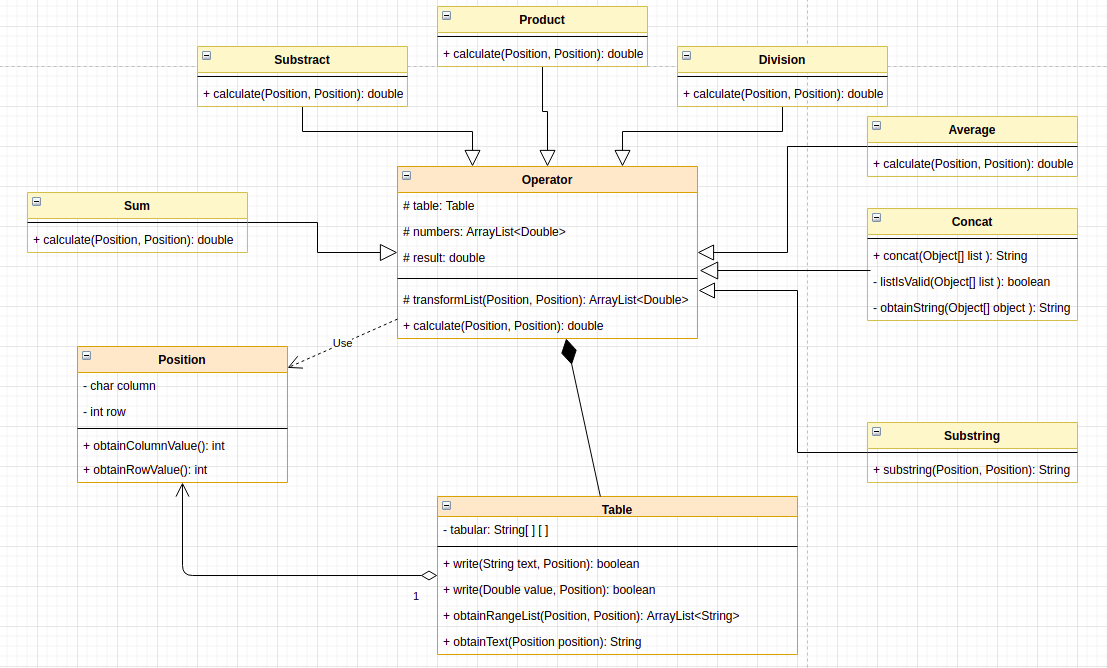 Product
+ calculate(Position, Position): double
Substract
+ calculate(Position, Position): double
Division
+ calculate(Position, Position): double
Average
+ calculate(Position, Position): double
Operator
# table: Table
# numbers: ArrayList<Double>
# result: double
# transformList(Position, Position): ArrayList<Double>
+ calculate(Position, Position): double
Sum
+ calculate(Position, Position): double
Concat
+ concat(Object[] list ): String
- listIsValid(Object[] list ): boolean
- obtainString(Object[] object ): String
Use
Position
- char column
- int row
+ obtainColumnValue(): int
+ obtainRowValue(): int
Substring
+ substring(Position, Position): String
Table
- tabular: String[ ] [ ]
+ write(String text, Position): boolean
+ write(Double value, Position): boolean
+ obtainRangeList(Position, Position): ArrayList<String>
+ obtainText(Position position): String
1